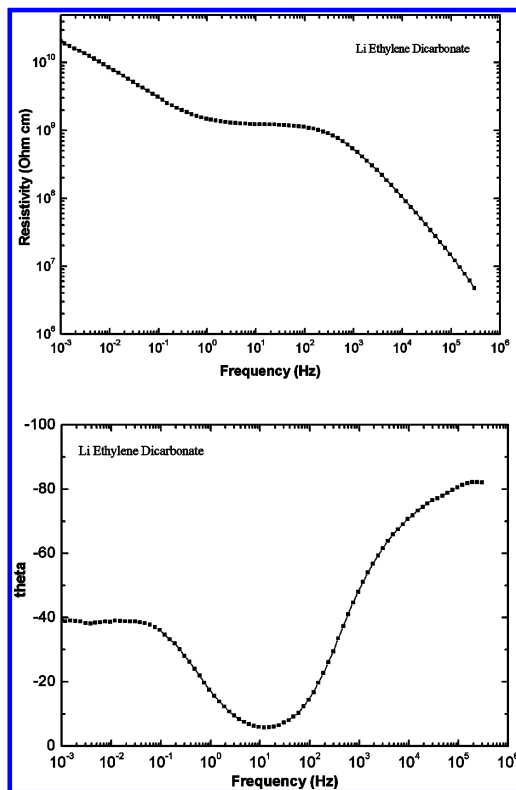 Li Ethylene Dicarbonate
Resistivity (Ohm cm)
10^10
10^9
10^8
10^7
10^6
10^-3 10^-2 10^-1 10^0 10^1 10^2 10^3 10^4 10^5 10^6
Frequency (Hz)
Li Ethylene Dicarbonate
theta
-100
-80
-60
-40
-20
0
10^-3 10^-2 10^-1 10^0 10^1 10^2 10^3 10^4 10^5 10^6
Frequency (Hz)